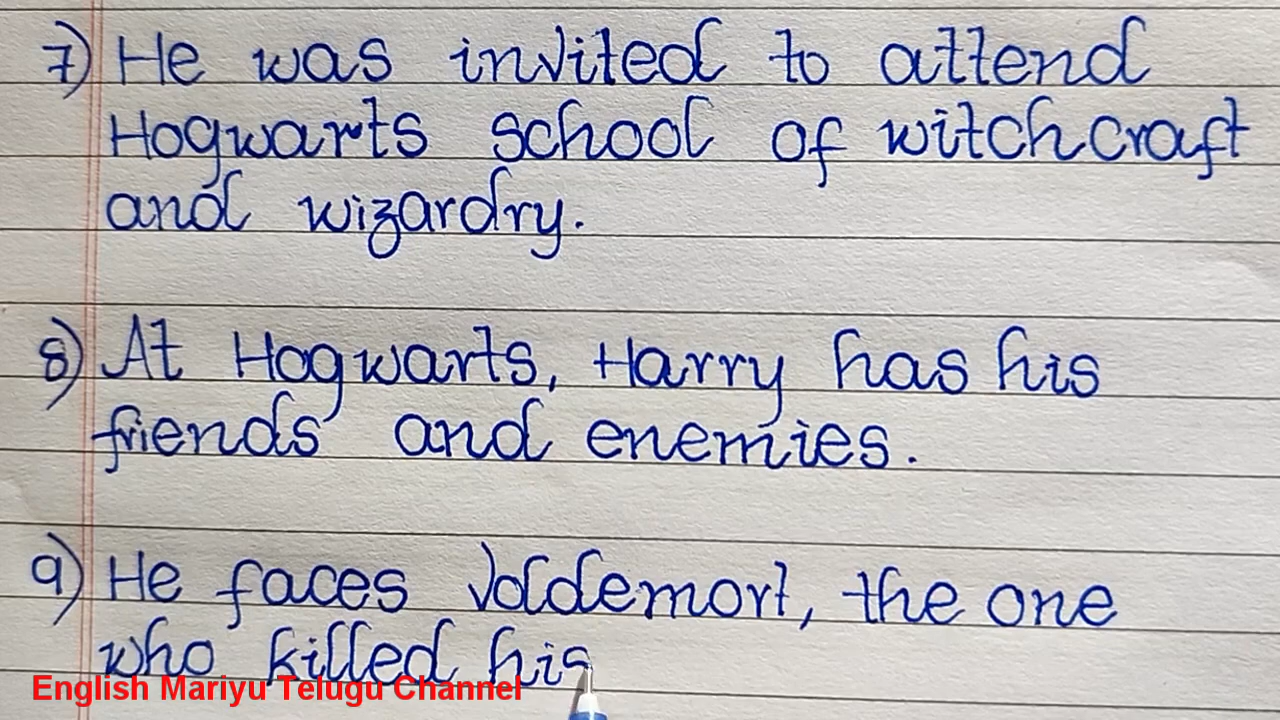 7) He was invited to attend
Hogwarts school of witchcraft
and wizardry.
8) At Hogwarts, Harry has his
friends and enemies.
9) He faces Voldemort, the one
who killed his
English Mariyu Telugu Channel